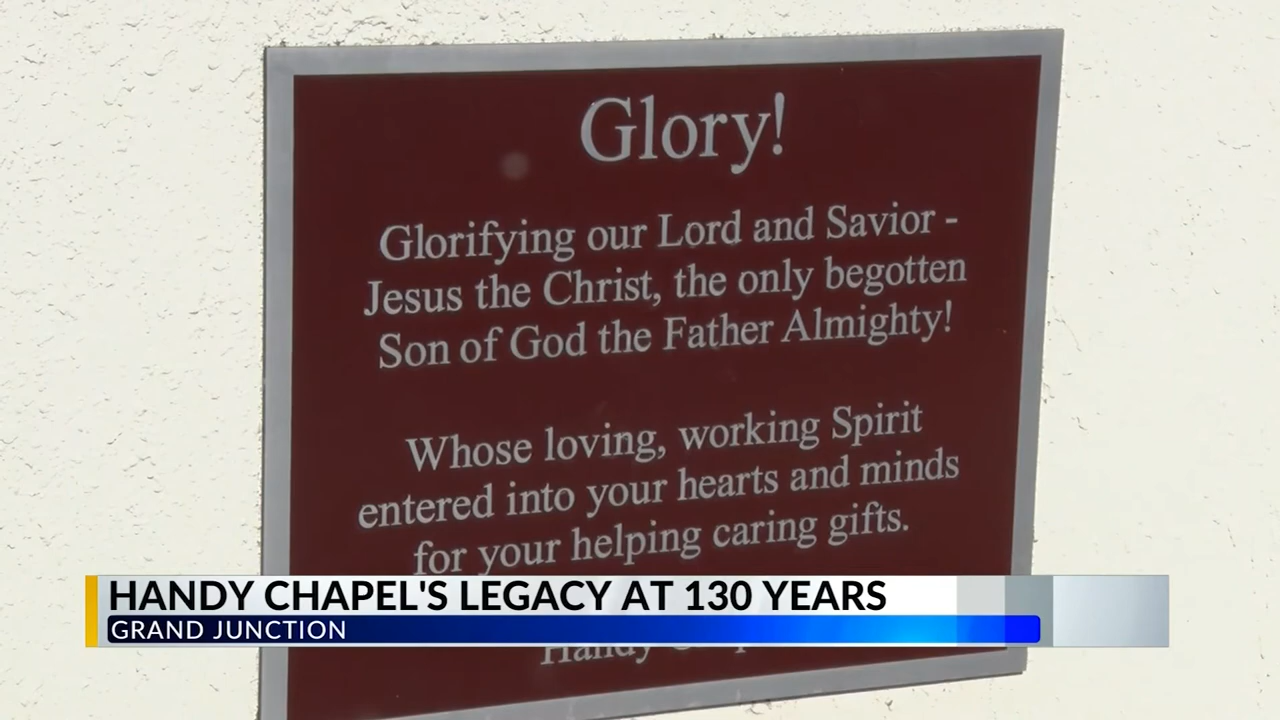 Glory!
Glorifying our Lord and Savior -
Jesus the Christ, the only begotten
Son of God the Father Almighty!
Whose loving, working Spirit
entered into your hearts and minds
for your helping caring gifts.
HANDY CHAPEL'S LEGACY AT 130 YEARS
GRAND JUNCTION
Handy